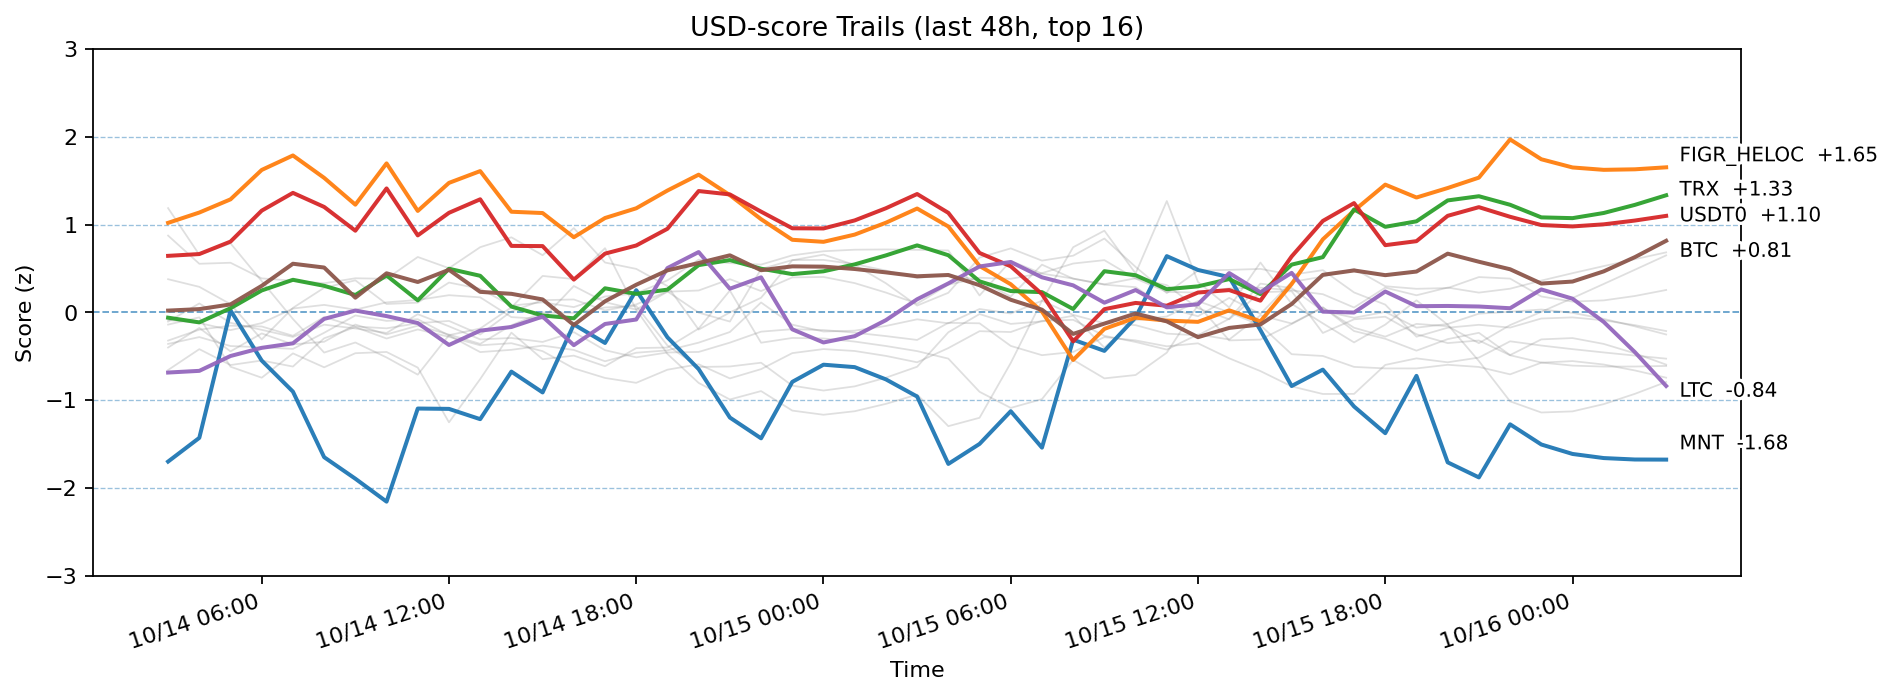 USD-score Trails (last 48h, top 16)
Score (z)
3
2
1
0
−1
−2
−3
FIGR_HELOC +1.65
TRX +1.33
USDT0 +1.10
BTC +0.81
LTC -0.84
MNT -1.68
10/14 06:00
10/14 12:00
10/14 18:00
10/15 00:00
10/15 06:00
10/15 12:00
10/15 18:00
10/16 00:00
Time